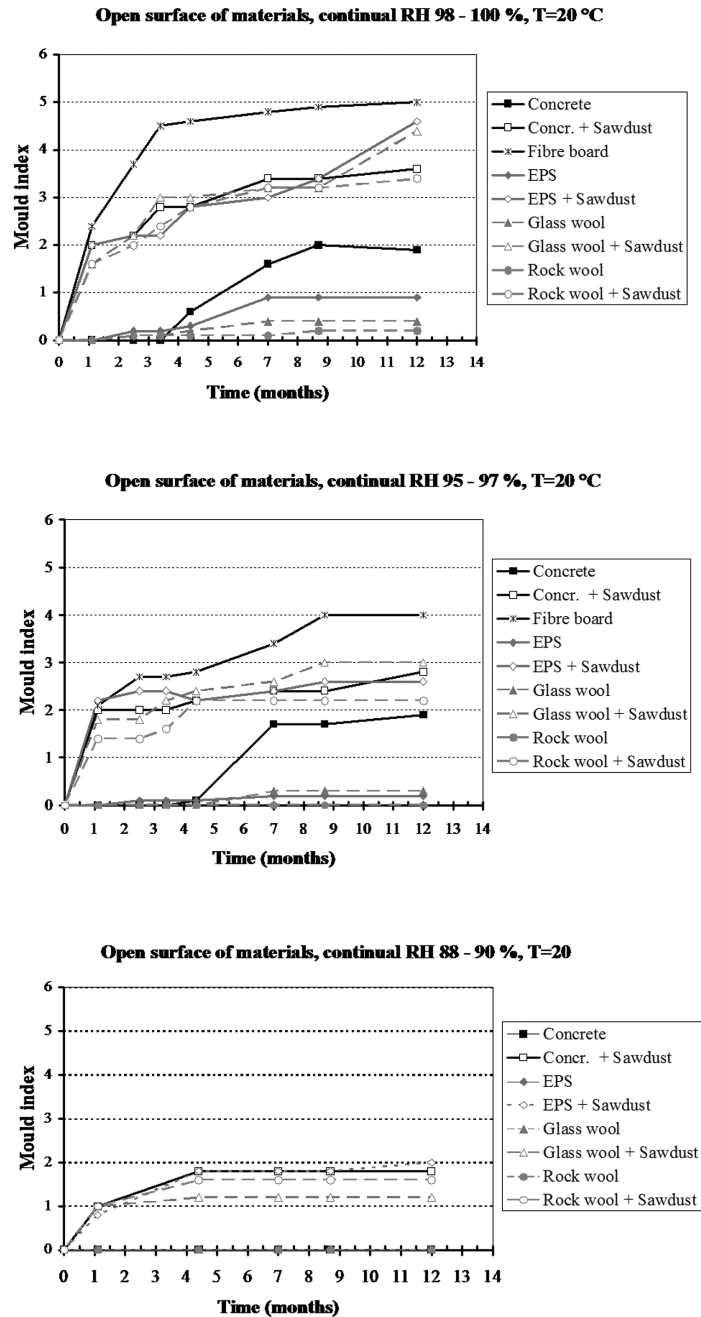 Open surface of materials, continual RH 98 - 100 %, T=20 °C
6
5
4
3
2
1
0
Mould index
0 1 2 3 4 5 6 7 8 9 10 11 12 13 14
Time (months)
Concrete
Concr. + Sawdust
Fibre board
EPS
EPS + Sawdust
Glass wool
Glass wool + Sawdust
Rock wool
Rock wool + Sawdust
Open surface of materials, continual RH 95 - 97 %, T=20 °C
6
5
4
3
2
1
0
Mould index
0 1 2 3 4 5 6 7 8 9 10 11 12 13 14
Time (months)
Concrete
Concr. + Sawdust
Fibre board
EPS
EPS + Sawdust
Glass wool
Glass wool + Sawdust
Rock wool
Rock wool + Sawdust
Open surface of materials, continual RH 88 - 90 %, T=20
6
5
4
3
2
1
0
Mould index
0 1 2 3 4 5 6 7 8 9 10 11 12 13 14
Time (months)
Concrete
Concr. + Sawdust
EPS
EPS + Sawdust
Glass wool
Glass wool + Sawdust
Rock wool
Rock wool + Sawdust